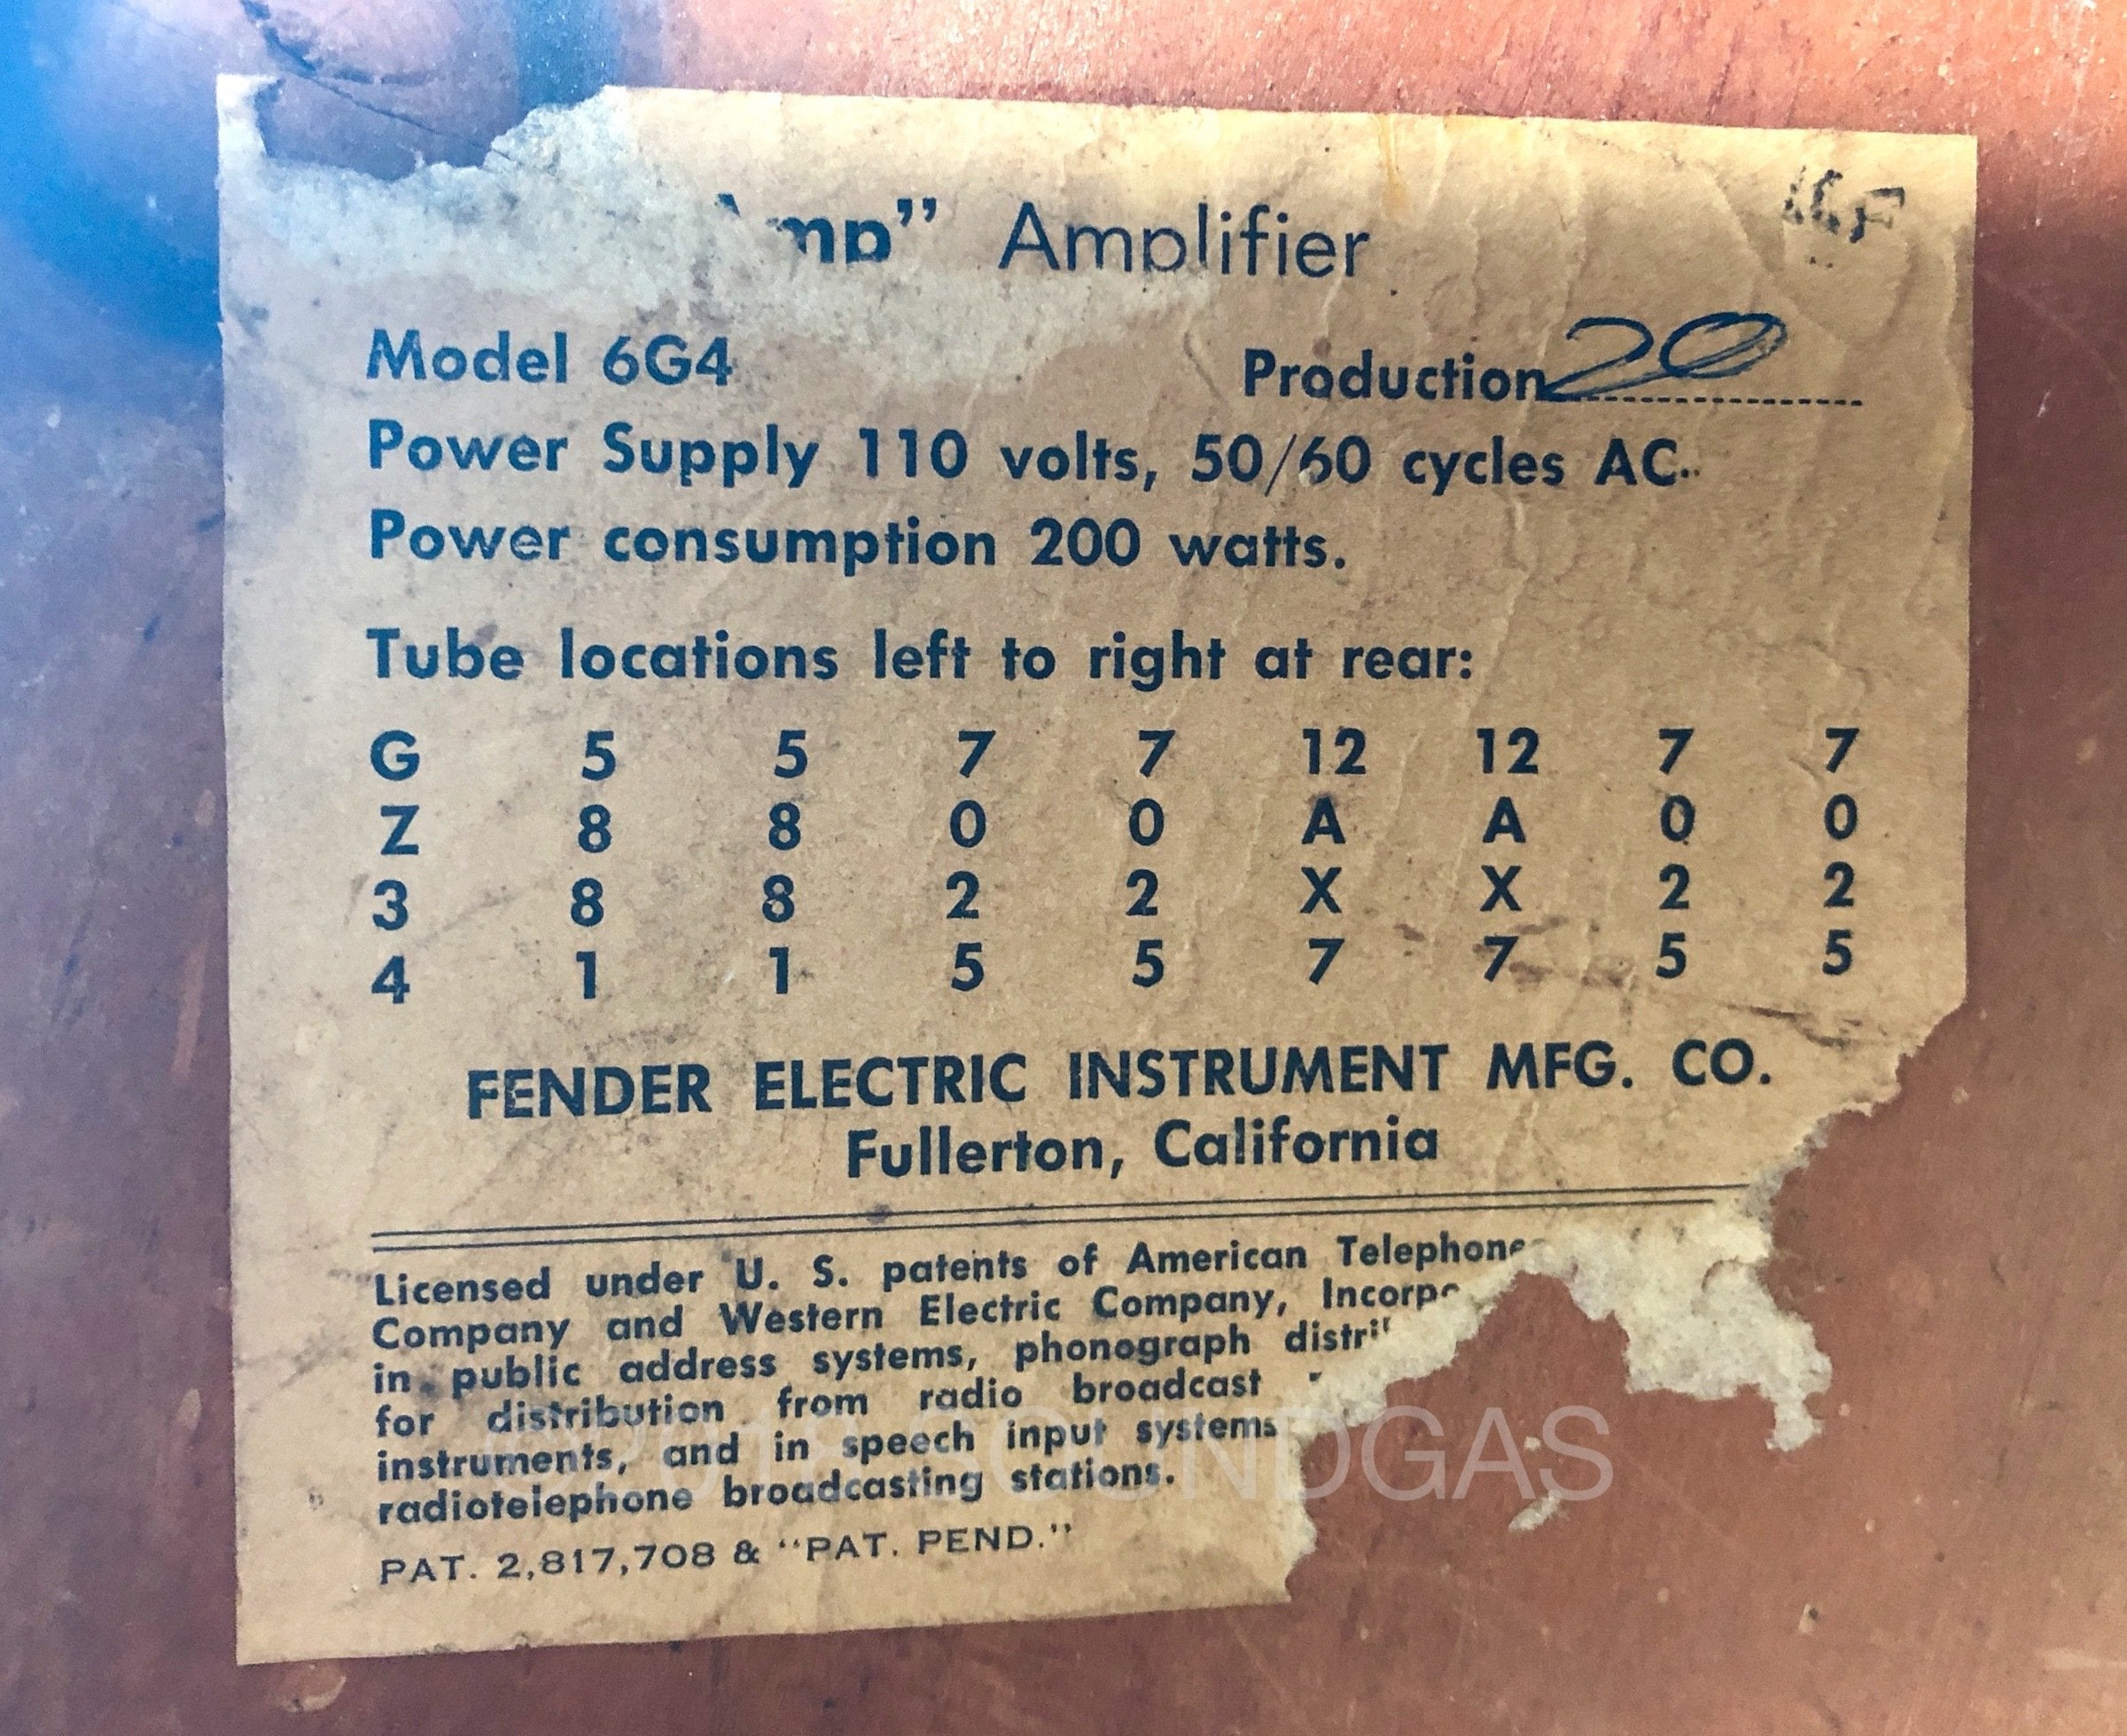 Amplifier
Model 6G4 Production 20
Power Supply 110 volts, 50/60 cycles AC.
Power consumption 200 watts.
Tube locations left to right at rear:
G 5 5 7 7 12 12 7 7
Z 8 8 0 0 A A 0 0
3 8 8 2 2 X X 2 2
4 1 1 5 5 7 7 5 5
FENDER ELECTRIC INSTRUMENT MFG. CO.
Fullerton, California
Licensed under U. S. patents of American Telephone
Company and Western Electric Company,
in public address systems, phonograph
for distribution from radio broadcast
instruments, and in speech input systems
radiotelephone broadcasting stations.
PAT. 2,817,708 & "PAT. PEND."
SOUNDGAS